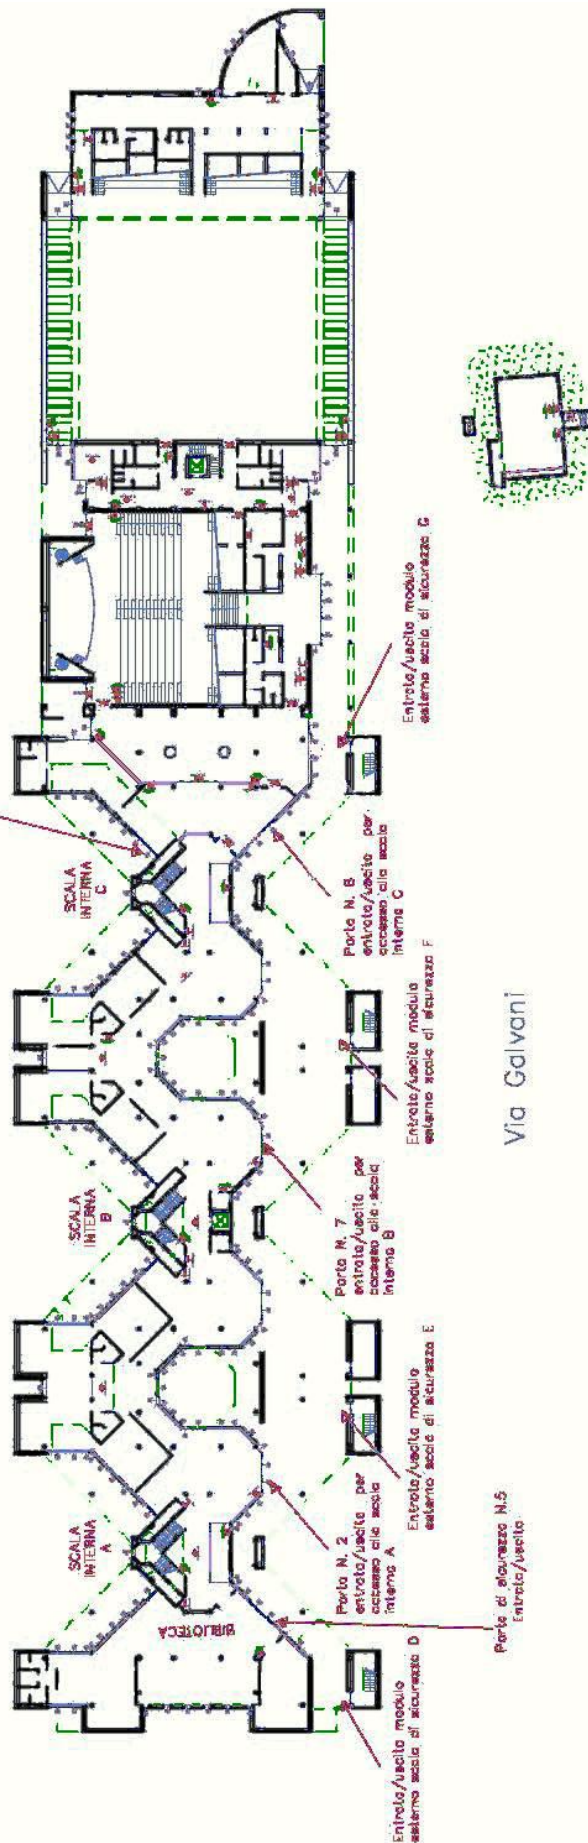 SCALA
INTERNA
C
SCALA
INTERNA
B
SCALA
INTERNA
A
BIBLIOTECA
Entrata/uscita modulo
esterno scala di sicurezza G
Porta N. 8
entrata/uscita per
accesso alla scala
interna C
Entrata/uscita modulo
esterno scala di sicurezza F
Porta N. 7
entrata/uscita per
accesso alla scala
interna B
Entrata/uscita modulo
esterno scala di sicurezza E
Porta N. 2
entrata/uscita per
accesso alla scala
interna A
Porta di sicurezza N.5
Entrata/uscita
Entrata/uscita modulo
esterno scala di sicurezza D
Via Galvani